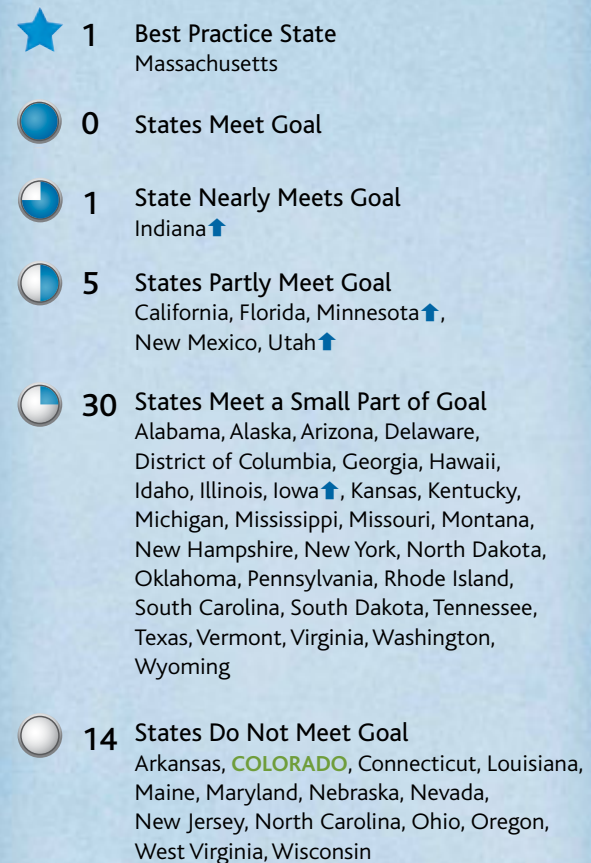 1 Best Practice State
Massachusetts
0 States Meet Goal
1 State Nearly Meets Goal
Indiana⬆
5 States Partly Meet Goal
California, Florida, Minnesota⬆,
New Mexico, Utah⬆
30 States Meet a Small Part of Goal
Alabama, Alaska, Arizona, Delaware,
District of Columbia, Georgia, Hawaii,
Idaho, Illinois, Iowa⬆, Kansas, Kentucky,
Michigan, Mississippi, Missouri, Montana,
New Hampshire, New York, North Dakota,
Oklahoma, Pennsylvania, Rhode Island,
South Carolina, South Dakota, Tennessee,
Texas, Vermont, Virginia, Washington,
Wyoming
14 States Do Not Meet Goal
Arkansas, COLORADO, Connecticut, Louisiana,
Maine, Maryland, Nebraska, Nevada,
New Jersey, North Carolina, Ohio, Oregon,
West Virginia, Wisconsin